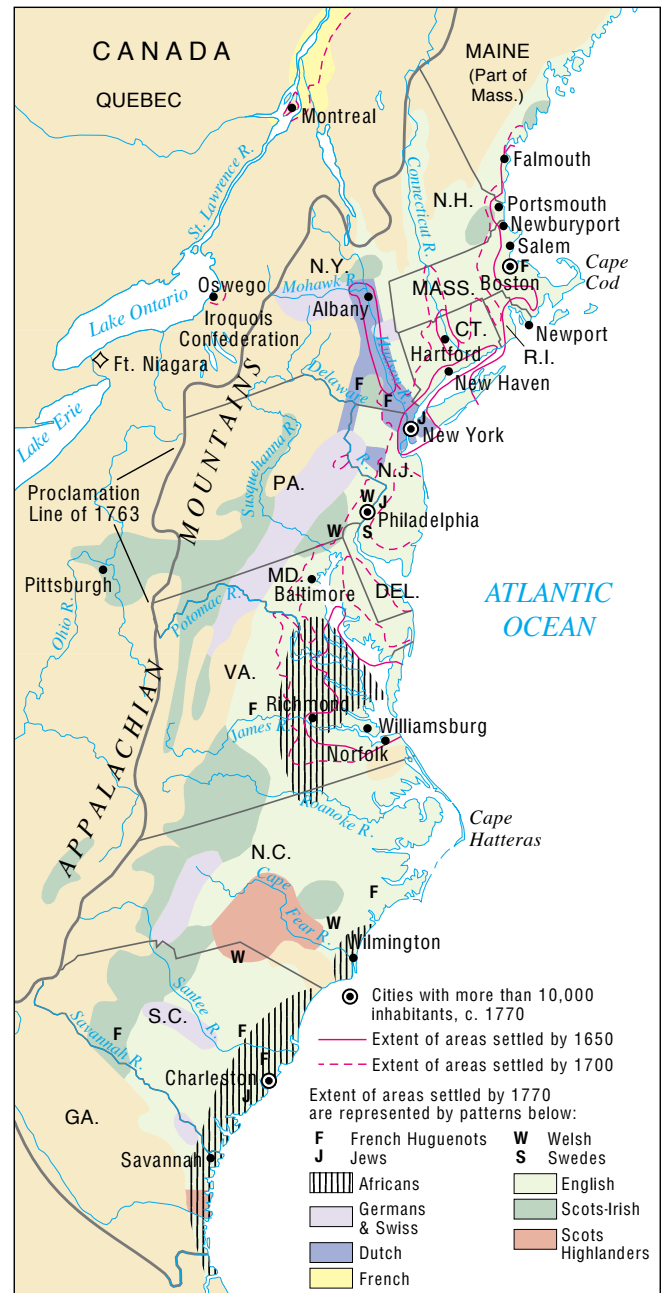 CANADA
MAINE
(Part of
Mass.)
QUEBEC
Montreal
St. Lawrence R.
Connecticut R.
Falmouth
N.H.
Portsmouth
Newburyport
Salem
F
Boston
Cape
Cod
N.Y.
Mohawk R.
MASS.
Oswego
Albany
Lake Ontario
Iroquois
Confederation
CT.
Hartford
Newport
R.I.
Hudson R.
Ft. Niagara
New Haven
Delaware
R.
F
F
J
New York
Lake Erie
MOUNTAINS
Susquehanna R.
N.J.
PA.
Proclamation
Line of 1763
W
J
Philadelphia
W
S
Pittsburgh
MD.
Baltimore
DEL.
ATLANTIC
OCEAN
Ohio R.
Potomac R.
VA.
APPALACHIAN
F
Richmond
James R.
Williamsburg
Norfolk
Roanoke R.
Cape
Hatteras
N.C.
Cape
Fear R.
F
W
W
Wilmington
Santee R.
S.C.
Savannah R.
F
F
F
Charleston
J
GA.
Savannah
Cities with more than 10,000
inhabitants, c. 1770
Extent of areas settled by 1650
Extent of areas settled by 1700
Extent of areas settled by 1770
are represented by patterns below:
F French Huguenots
W Welsh
J Jews
S Swedes
Africans
English
Germans
& Swiss
Scots-Irish
Dutch
Scots
Highlanders
French